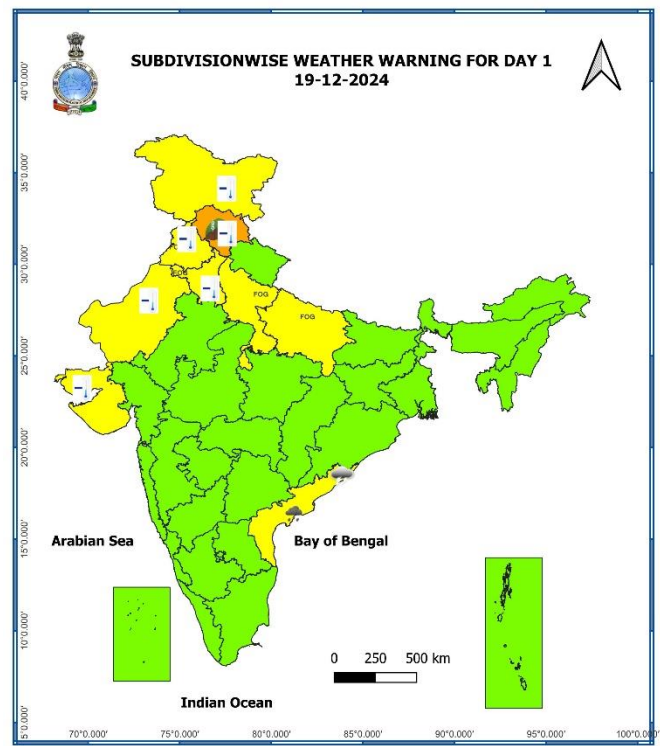 SUBDIVISIONWISE WEATHER WARNING FOR DAY 1
19-12-2024
40°0.000'
35°0.000'
30°0.000'
25°0.000'
20°0.000'
15°0.000'
10°0.000'
5°0.000'
FOG
FOG
FOG
Arabian Sea
Bay of Bengal
0 250 500 km
Indian Ocean
70°0.000' 75°0.000' 80°0.000' 85°0.000' 90°0.000' 95°0.000' 100°0.000'